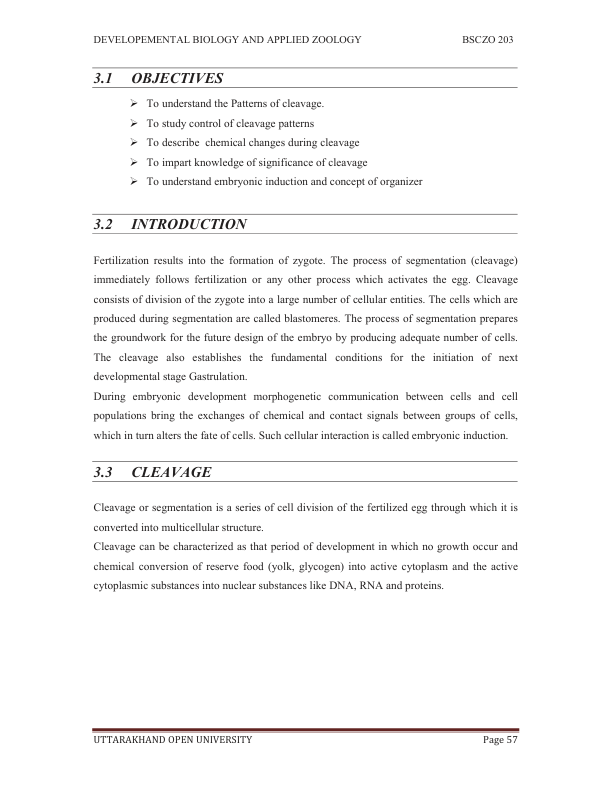 DEVELOPEMENTAL BIOLOGY AND APPLIED ZOOLOGY BSCZO 203
3.1 OBJECTIVES
➢ To understand the Patterns of cleavage.
➢ To study control of cleavage patterns
➢ To describe chemical changes during cleavage
➢ To impart knowledge of significance of cleavage
➢ To understand embryonic induction and concept of organizer
3.2 INTRODUCTION
Fertilization results into the formation of zygote. The process of segmentation (cleavage)
immediately follows fertilization or any other process which activates the egg. Cleavage
consists of division of the zygote into a large number of cellular entities. The cells which are
produced during segmentation are called blastomeres. The process of segmentation prepares
the groundwork for the future design of the embryo by producing adequate number of cells.
The cleavage also establishes the fundamental conditions for the initiation of next
developmental stage Gastrulation.
During embryonic development morphogenetic communication between cells and cell
populations bring the exchanges of chemical and contact signals between groups of cells,
which in turn alters the fate of cells. Such cellular interaction is called embryonic induction.
3.3 CLEAVAGE
Cleavage or segmentation is a series of cell division of the fertilized egg through which it is
converted into multicellular structure.
Cleavage can be characterized as that period of development in which no growth occur and
chemical conversion of reserve food (yolk, glycogen) into active cytoplasm and the active
cytoplasmic substances into nuclear substances like DNA, RNA and proteins.
UTTARAKHAND OPEN UNIVERSITY Page 57